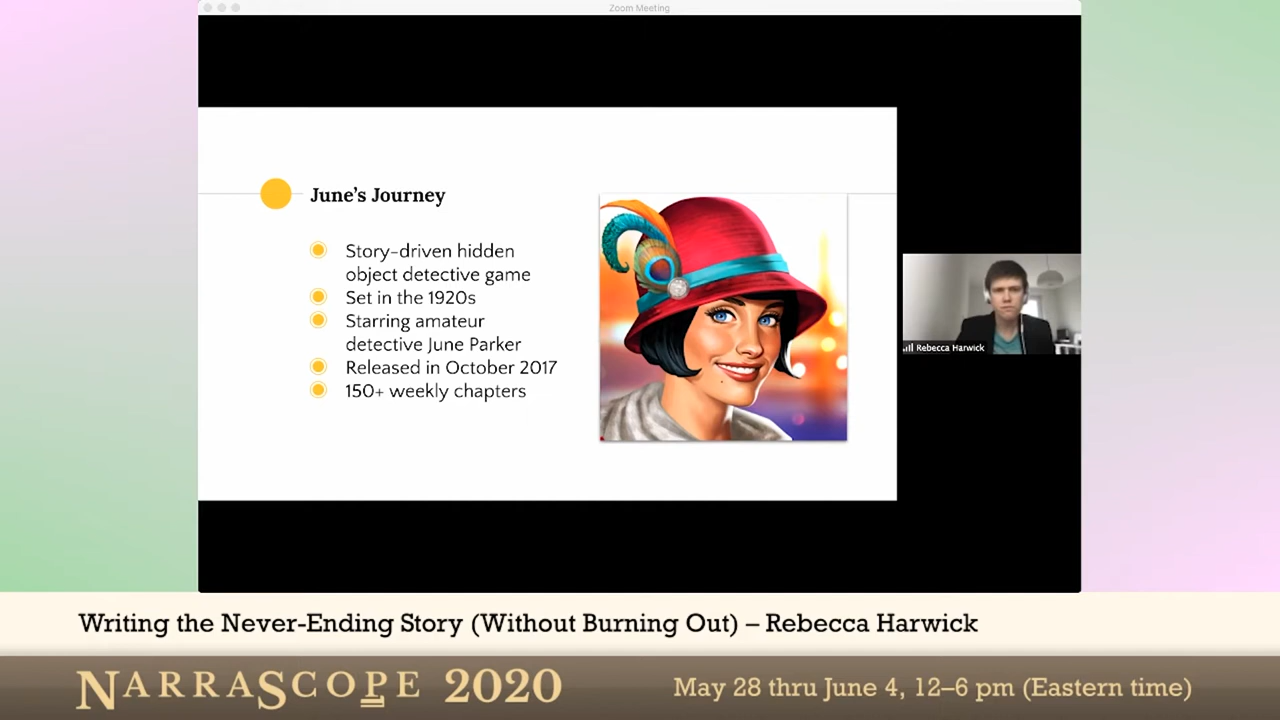 Zoom Meeting
June's Journey
Story-driven hidden
object detective game
Set in the 1920s
Starring amateur
detective June Parker
Released in October 2017
150+ weekly chapters
Rebecca Harwick
Writing the Never-Ending Story (Without Burning Out) – Rebecca Harwick
NARRASCOPE 2020
May 28 thru June 4, 12–6 pm (Eastern time)